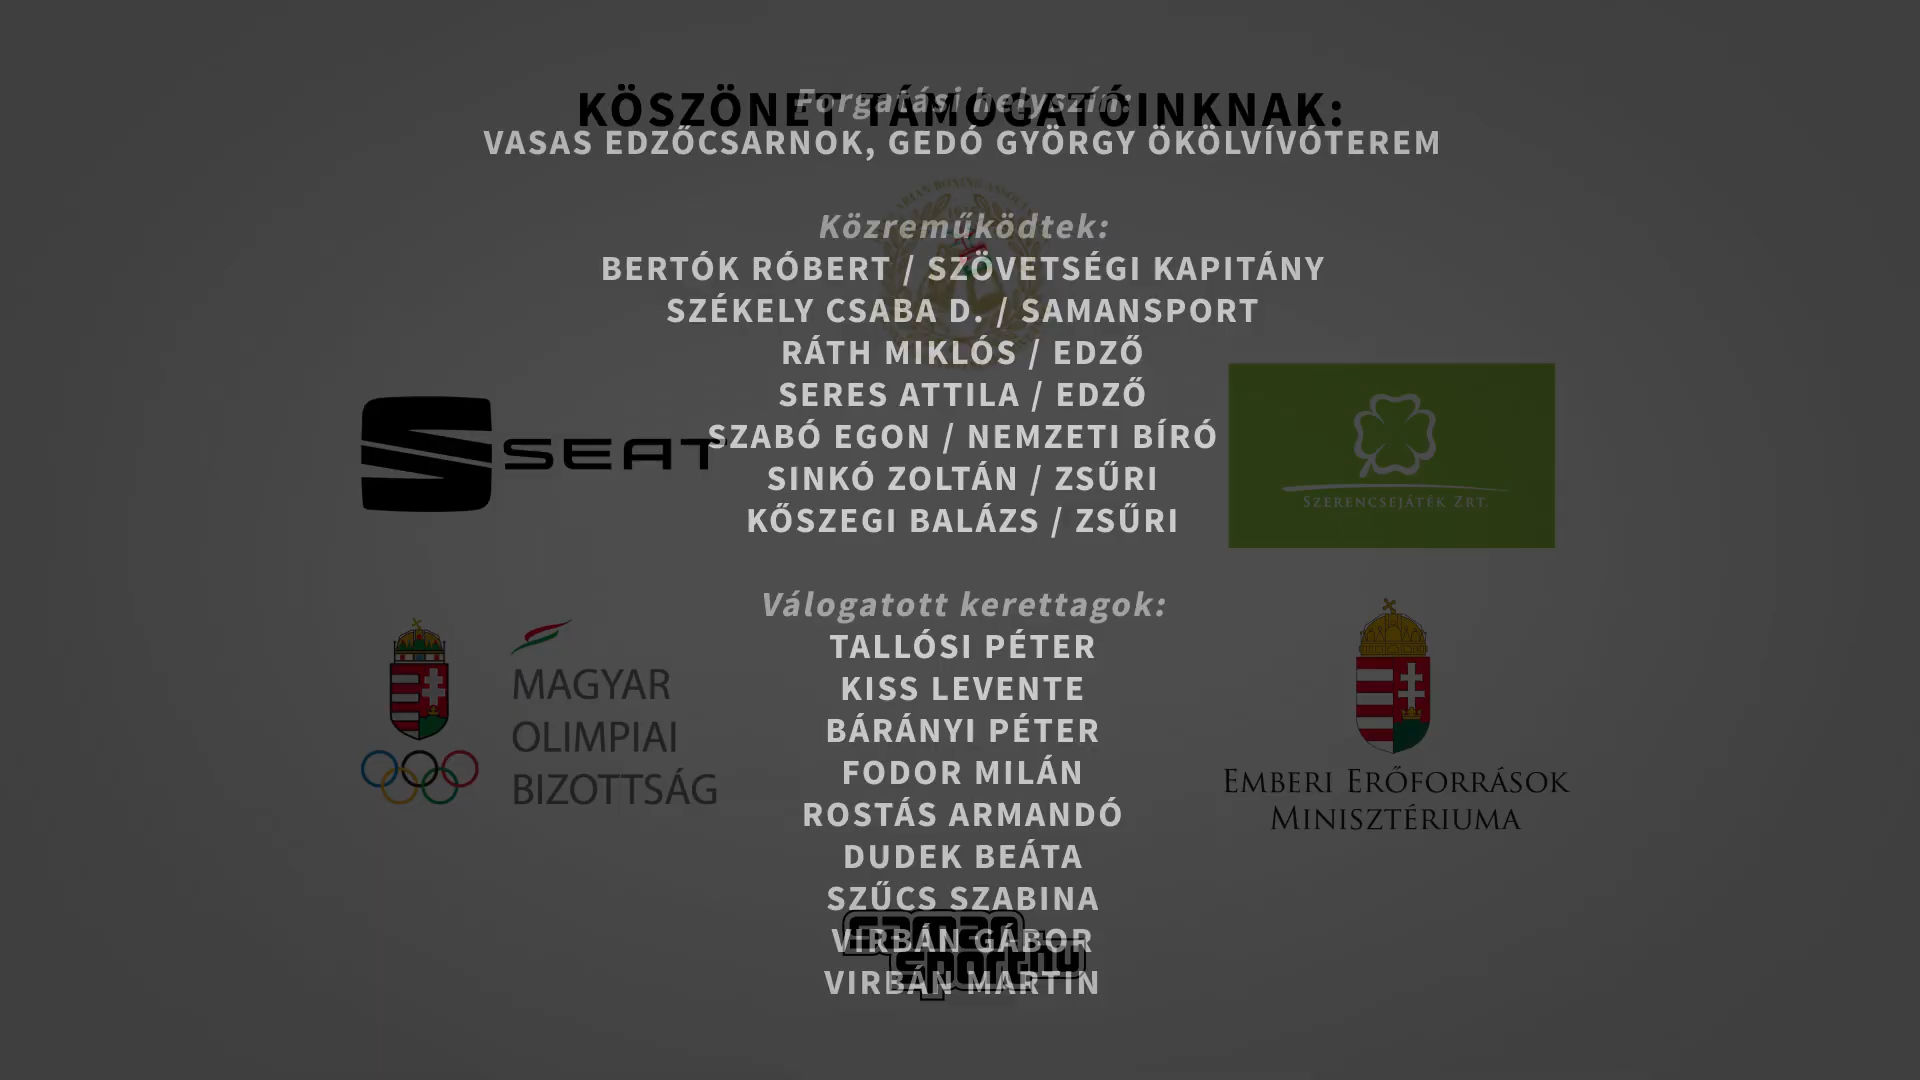 KÖSZÖNET TÁMOGATÓINKNAK:
Forgatási helyszín:
VASAS EDZŐCSARNOK, GEDÓ GYÖRGY ÖKÖLVÍVÓTEREM
Közreműködtek:
BERTÓK RÓBERT / SZÖVETSÉGI KAPITÁNY
SZÉKELY CSABA D. / SAMANSPORT
RÁTH MIKLÓS / EDZŐ
SERES ATTILA / EDZŐ
SZABÓ EGON / NEMZETI BÍRÓ
SINKÓ ZOLTÁN / ZSŰRI
KŐSZEGI BALÁZS / ZSŰRI
SEAT
SZERENCSEJÁTÉK ZRT.
Válogatott kerettagok:
TALLÓSI PÉTER
KISS LEVENTE
BÁRÁNYI PÉTER
FODOR MILÁN
ROSTÁS ARMANDÓ
DUDEK BEÁTA
SZŰCS SZABINA
VIRBÁN GÁBOR
VIRBÁN MARTIN
MAGYAR
OLIMPIAI
BIZOTTSÁG
EMBERI ERŐFORRÁSOK
MINISZTÉRIUMA
saman
sport.hu